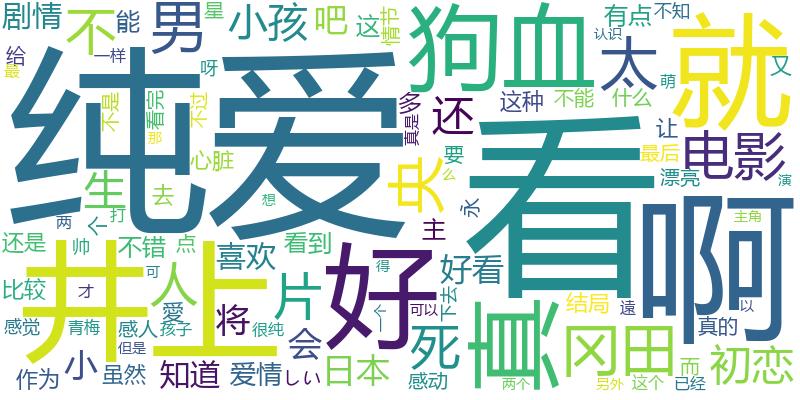 剧情
能
不
男
星
小孩
吧
这
情节
狗血
有点
不知
认识
就
给
一样
最
呀
太
萌
又
纯爱
不是
看完
那
不过
多
真是
还
这种
不能
什么
看
让
电影
心脏
央
要
么
最后
漂亮
演
生
去
想
永
啊
主角
两
个
打
主
还是
帅
不错
点
喜欢
看到
好看
井上
人
好
片
得
可以
下去
真
结局
遠
真的
以
比较
才
可
爱
愛
将
一个
死
冈田
初恋
而
感觉
青梅
感人
孩子
但是
很纯
会
作为
小
虽然
知道
爱情
しい
日本
感动
两个
另外
这个
已经